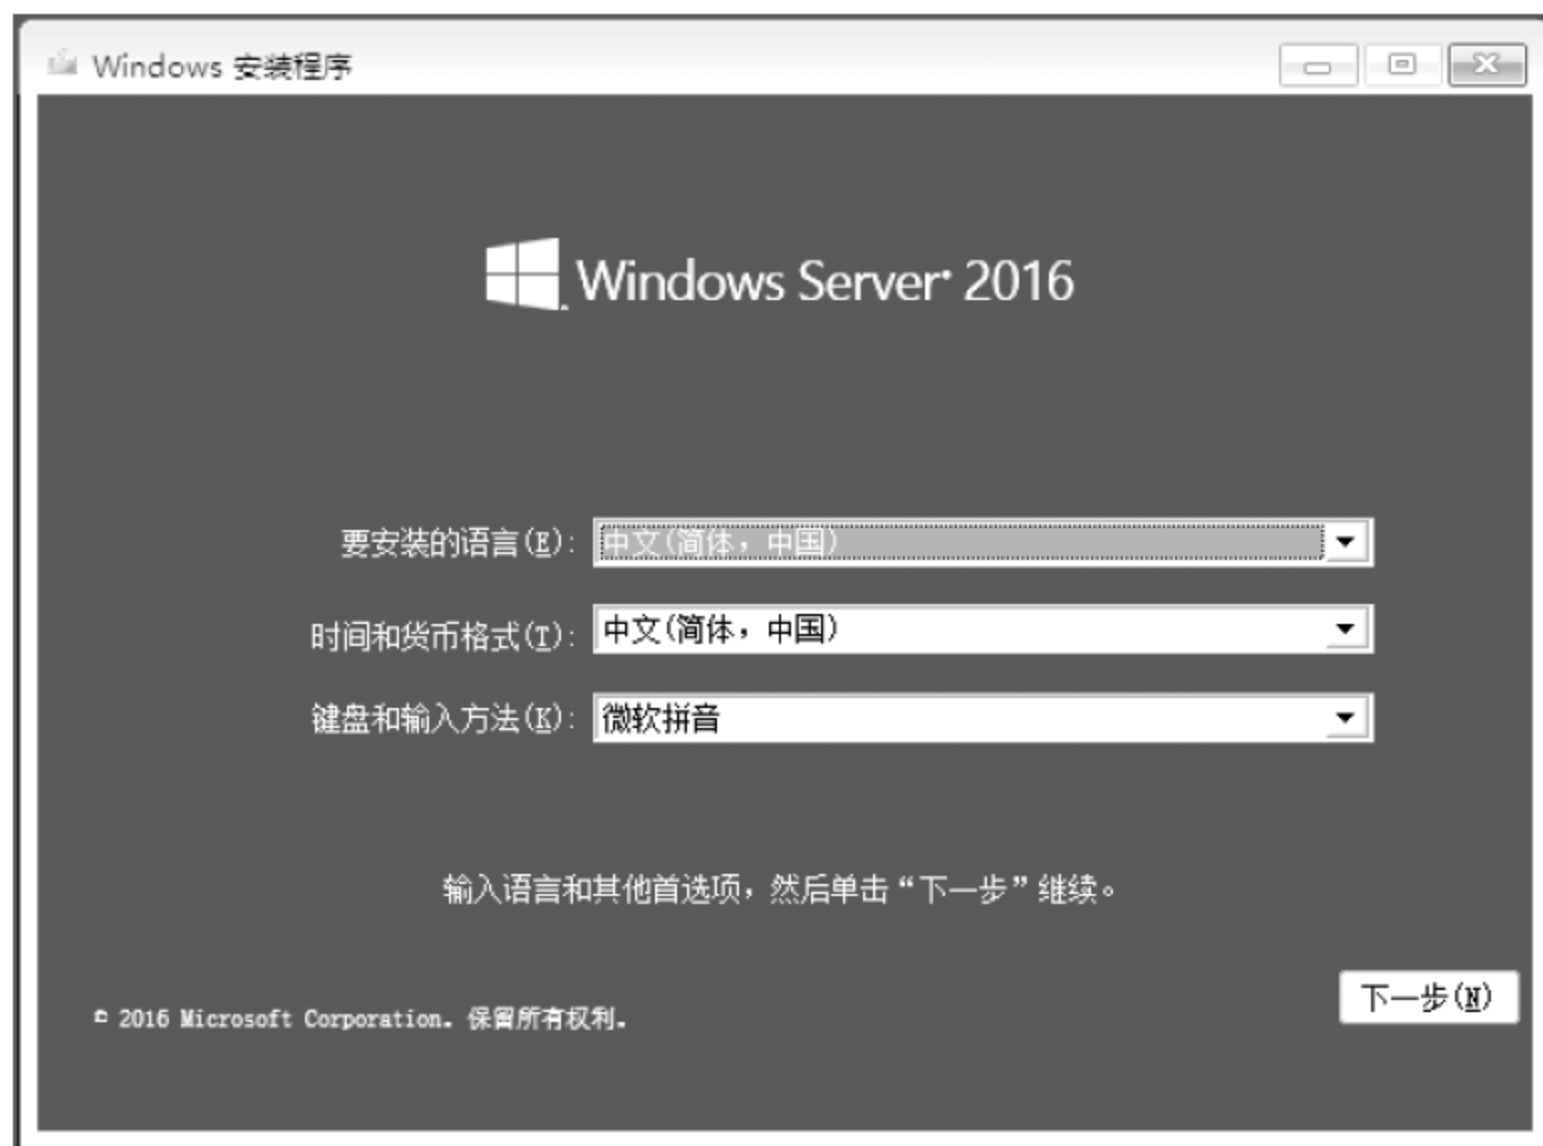 Windows 安装程序
Windows Server 2016
要安装的语言(E): 中文(简体，中国)
时间和货币格式(T): 中文(简体，中国)
键盘和输入方法(K): 微软拼音
输入语言和其他首选项，然后单击“下一步”继续。
下一步(N)
© 2016 Microsoft Corporation. 保留所有权利.